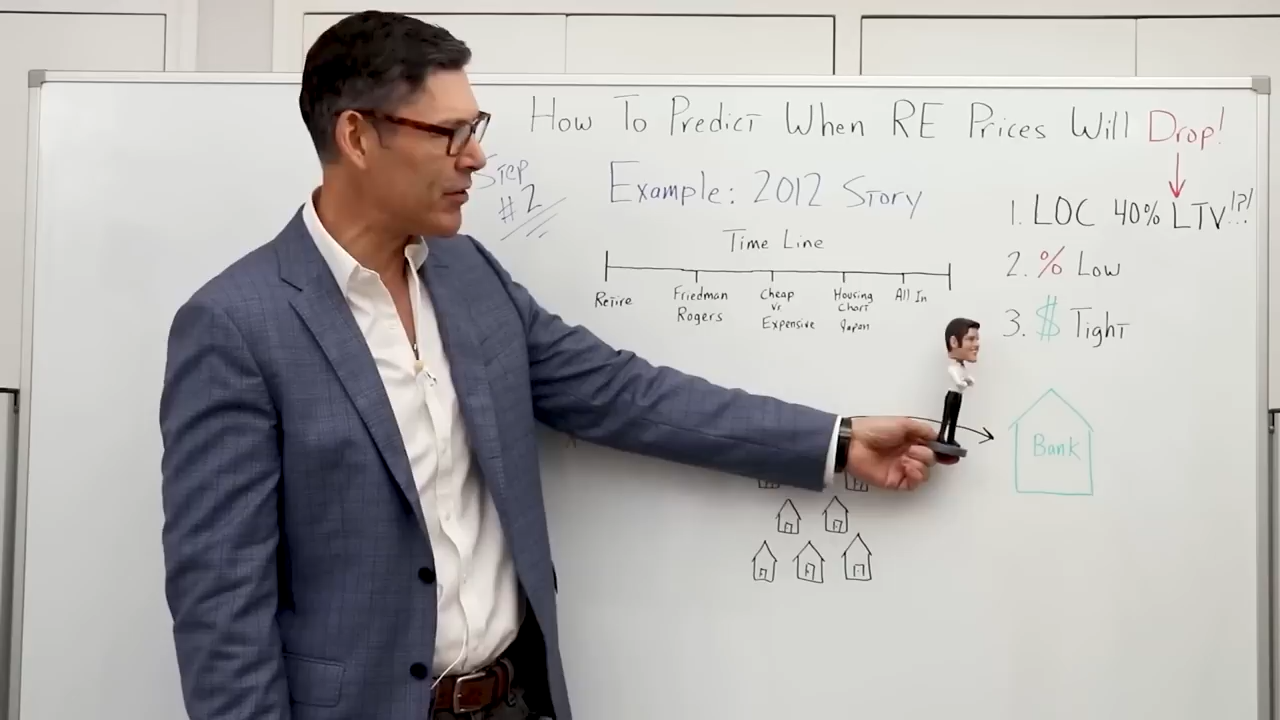 How To Predict When RE Prices Will Drop!
Step
#2
Example: 2012 Story
Time Line
Retire
Friedman
Rogers
Cheap
vs
Expensive
Housing
Chart
Japan
All In
1. LOC 40% LTV!?!
2. % Low
3. $ Tight
Bank